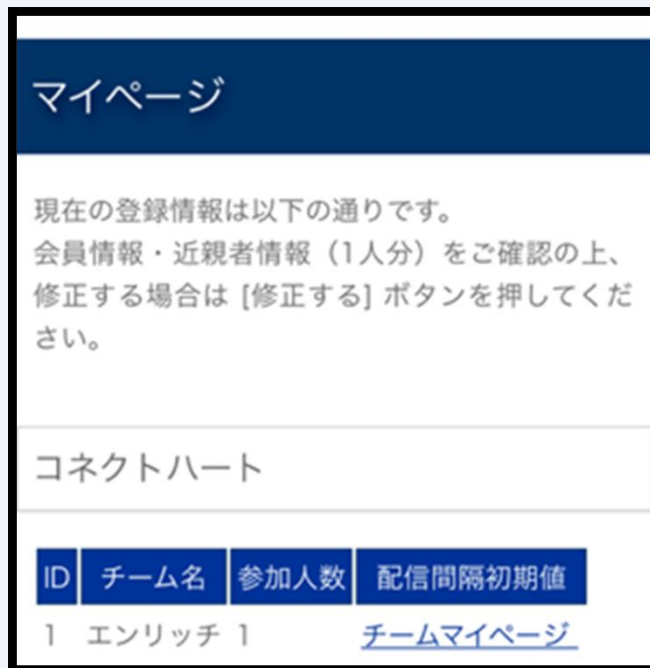 マイページ
現在の登録情報は以下の通りです。
会員情報・近親者情報（1人分）をご確認の上、
修正する場合は [修正する] ボタンを押してくだ
さい。
コネクトハート
ID チーム名 参加人数 配信間隔初期値
1 エンリッチ 1 チームマイページ